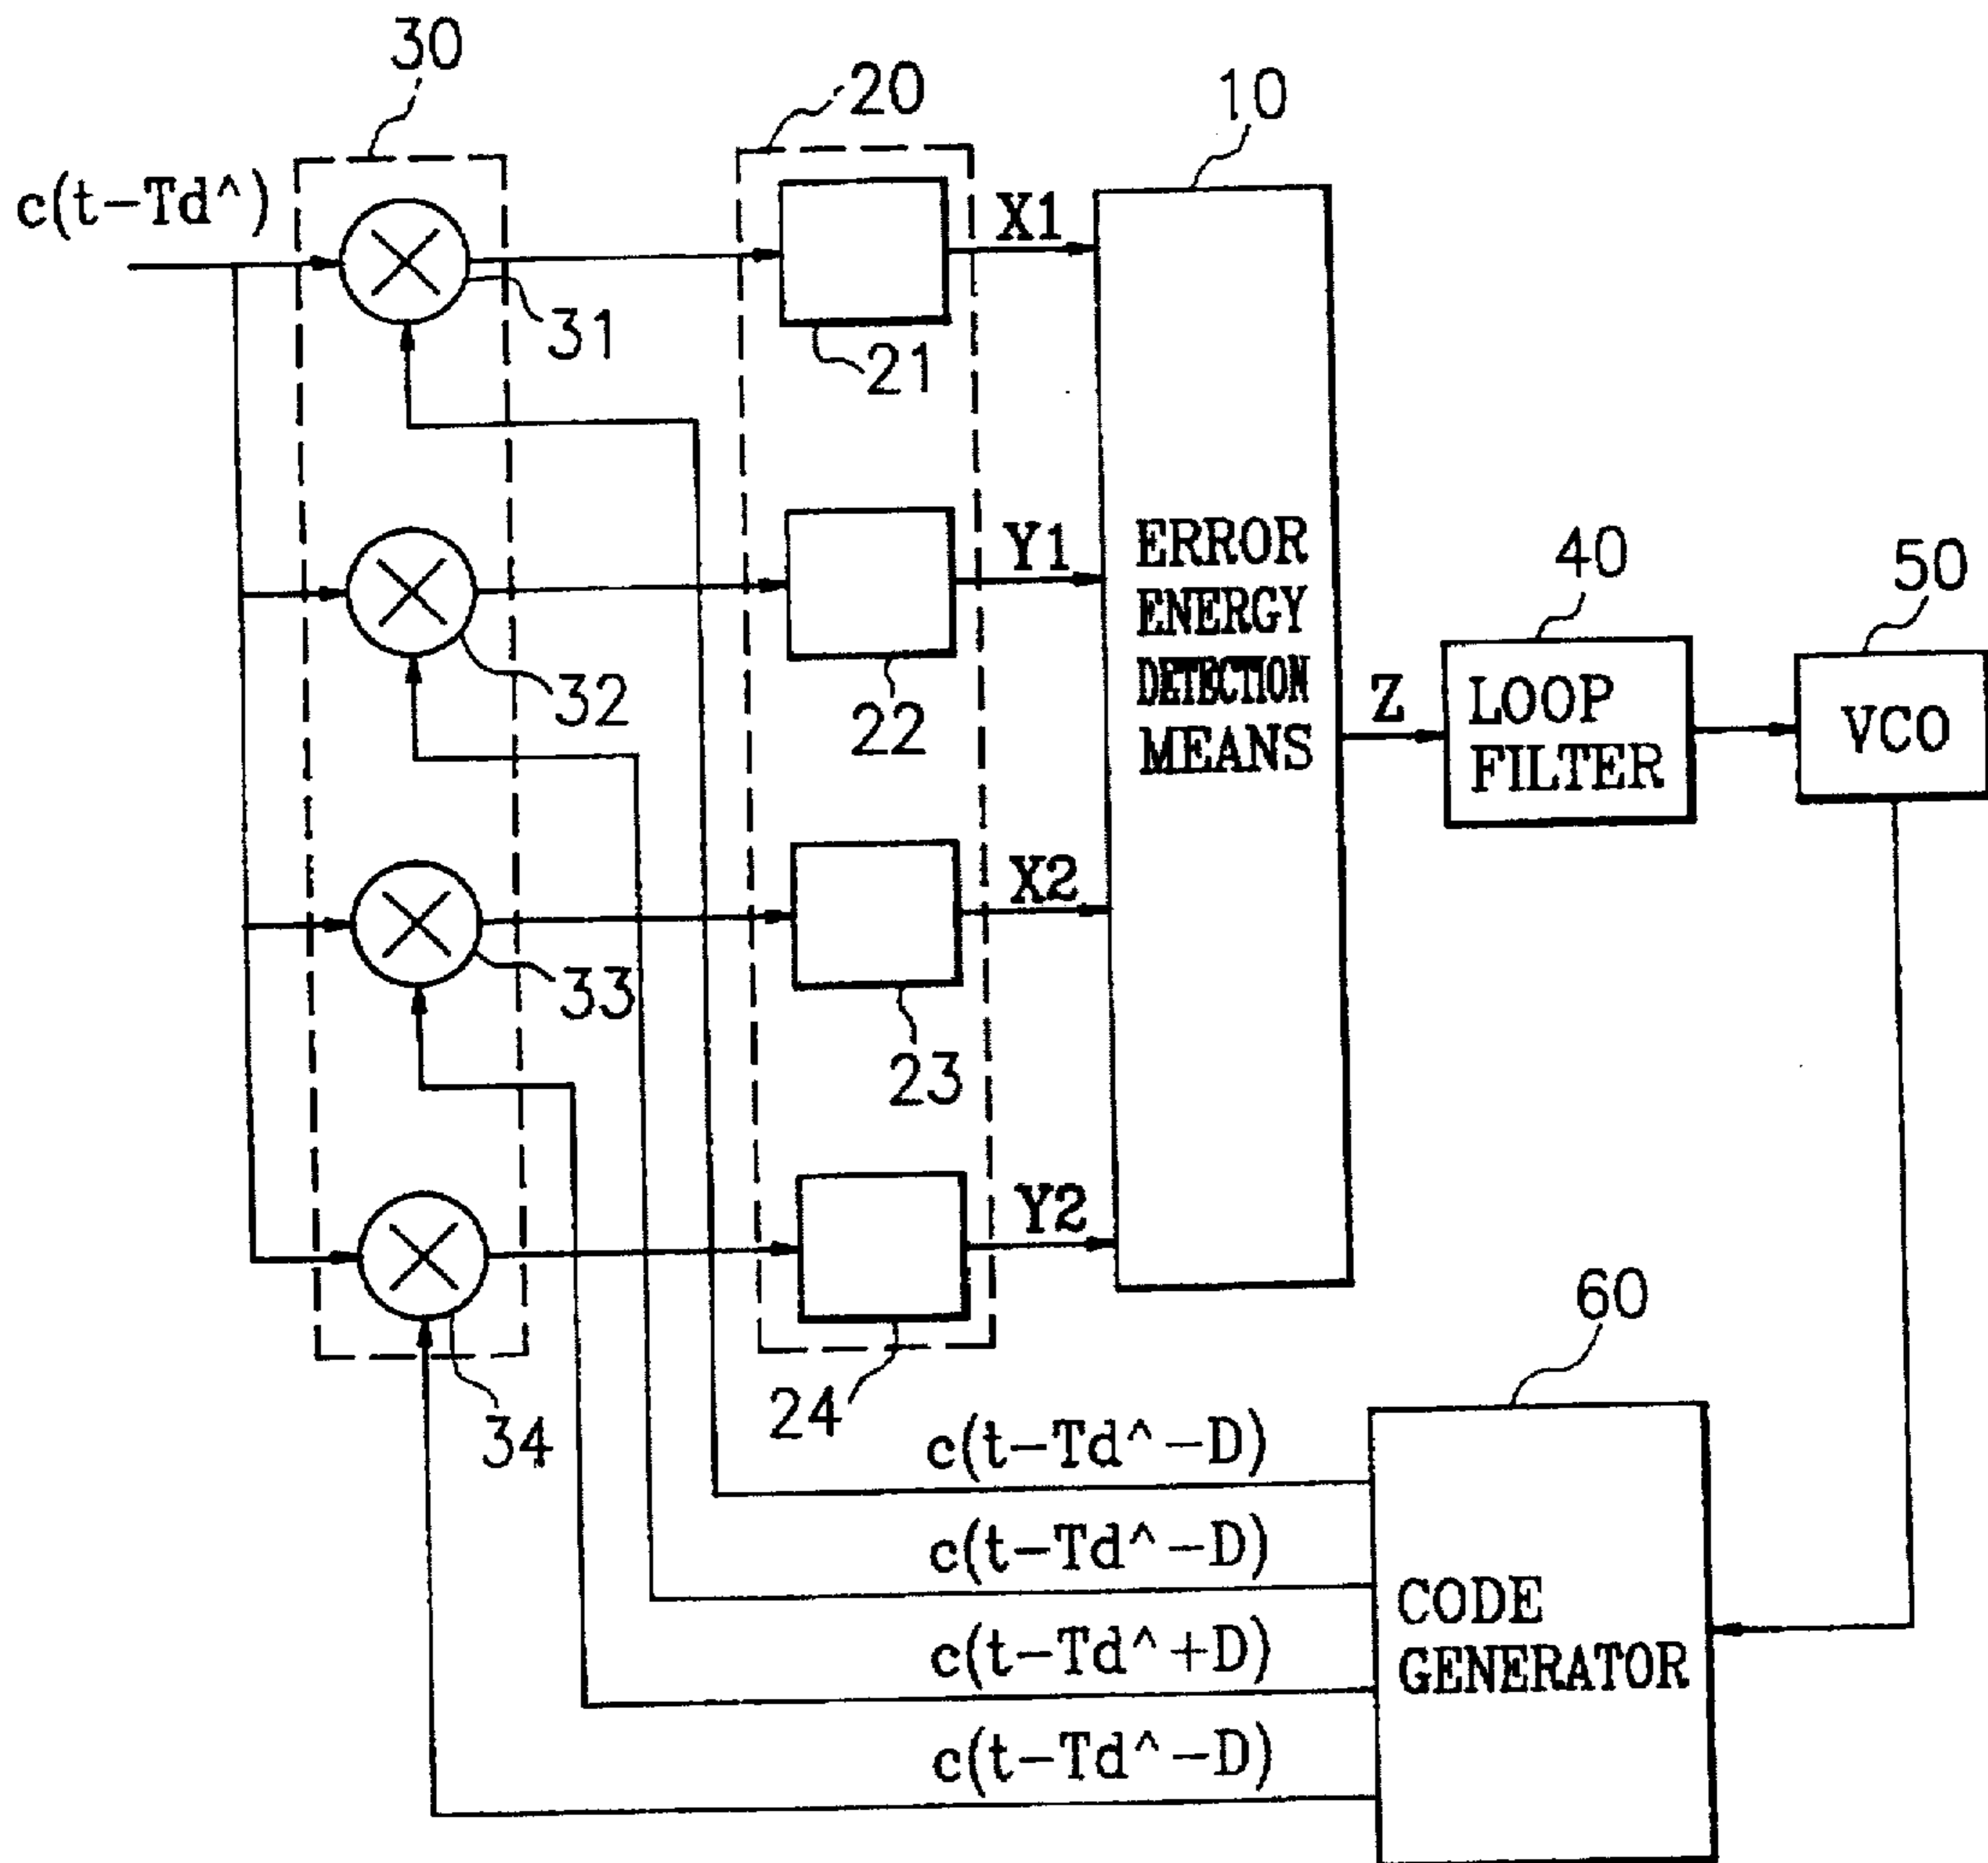 30
20
10
c(t-Td^)
X1
31
21
Y1
ERROR
ENERGY
DETECTION
MEANS
32
22
40
50
Z
LOOP
FILTER
VCO
X2
33
23
Y2
34
24
60
c(t-Td^-D)
c(t-Td^-D)
c(t-Td^+D)
c(t-Td^-D)
CODE
GENERATOR